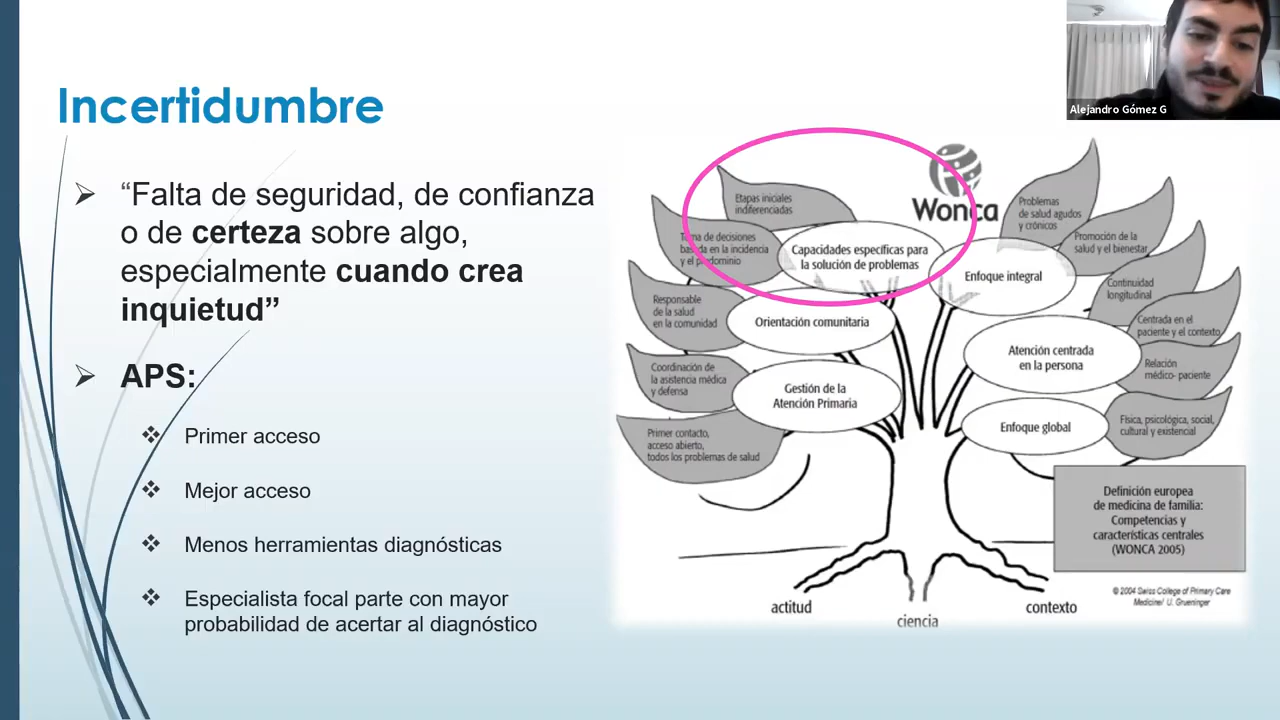 Incertidumbre
“Falta de seguridad, de confianza
o de certeza sobre algo,
especialmente cuando crea
inquietud”
APS:
Primer acceso
Mejor acceso
Menos herramientas diagnósticas
Especialista focal parte con mayor
probabilidad de acertar al diagnóstico
Alejandro Gómez G
Wonca
Etapas iniciales
indiferenciadas
Toma de decisiones
basada en la incidencia
y el predominio
Capacidades específicas para
la solución de problemas
Responsable
de la salud
en la comunidad
Orientación comunitaria
Coordinación de
la asistencia médica
y defensa
Gestión de la
Atención Primaria
Primer contacto,
acceso abierto,
todos los problemas de salud
Problemas
de salud agudos
y crónicos
Promoción de la
salud y el bienestar
Enfoque integral
Continuidad
longitudinal
Centrada en el
paciente y el contexto
Atención centrada
en la persona
Relación
médico- paciente
Enfoque global
Física, psicológica, social,
cultural y existencial
Definición europea
de medicina de familia:
Competencias y
características centrales
(WONCA 2005)
© 2004 Swiss College of Primary Care
Medicine/ U. Grueninger
actitud
ciencia
contexto